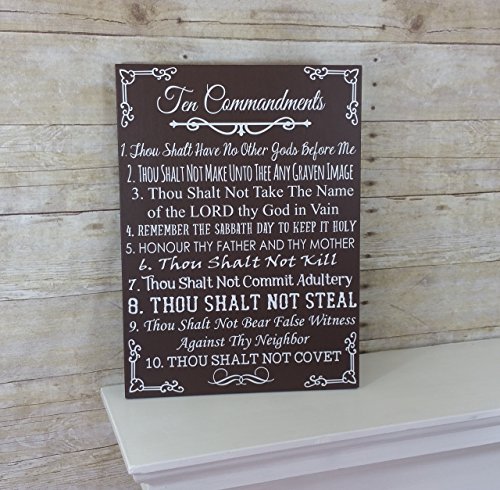 Ten Commandments
1. Thou Shalt Have No Other Gods Before Me
2. THOU SHALT NOT MAKE UNTO THEE ANY GRAVEN IMAGE
3. Thou Shalt Not Take The Name
of the LORD thy God in Vain
4. REMEMBER THE SABBATH DAY TO KEEP IT HOLY
5. HONOUR THY FATHER AND THY MOTHER
6. Thou Shalt Not Kill
7. Thou Shalt Not Commit Adultery
8. THOU SHALT NOT STEAL
9. Thou Shalt Not Bear False Witness
Against Thy Neighbor
10. THOU SHALT NOT COVET